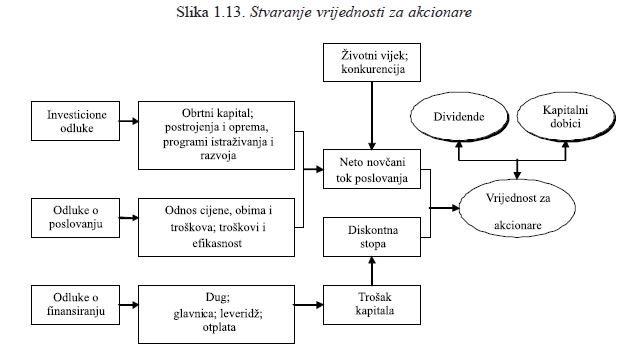 Slika 1.13. Stvaranje vrijednosti za akcionare
Životni vijek;
konkurencija
Investicione
odluke
Obrtni kapital;
postrojenja i oprema,
programi istraživanja i
razvoja
Dividende
Kapitalni
dobici
Neto novčani
tok poslovanja
Odluke o
poslovanju
Odnos cijene, obima i
troškova; troškovi i
efikasnost
Diskontna
stopa
Vrijednost za
akcionare
Odluke o
finansiranju
Dug;
glavnica; leveridž;
otplata
Trošak
kapitala